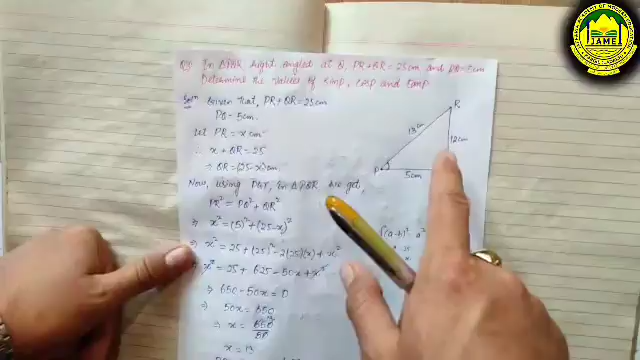 Q. In ΔPQR right angled at Q, PR+QR=25cm and PQ=5cm
Determine the values of sinp, cosp and tanp.
Solⁿ Given that, PR+QR=25cm
PQ=5cm.
Let PR=xcm
∴ x+QR=25
⇒ QR=(25-x)cm
Now, using PGT, in ΔPQR we get,
PR²=PQ²+QR²
⇒ x²=(5)²+(25-x)²
⇒ x²=25+(25)²-2(25)(x)+x²
⇒ x²=25+625-50x+x²
⇒ 650-50x=0
⇒ 50x=650
⇒ x=650/50
x=13
R
13cm
12cm
P
5cm
JAME